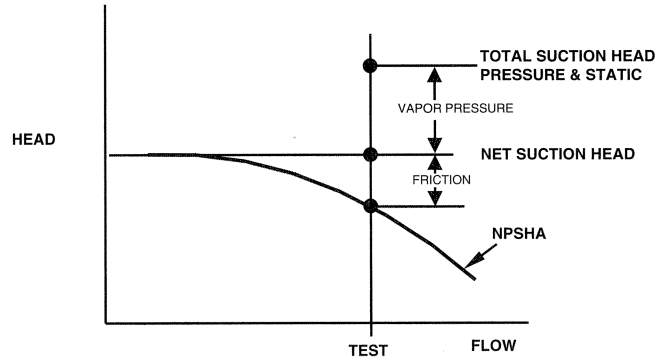 TOTAL SUCTION HEAD
PRESSURE & STATIC
VAPOR PRESSURE
HEAD
NET SUCTION HEAD
FRICTION
NPSHA
TEST
FLOW